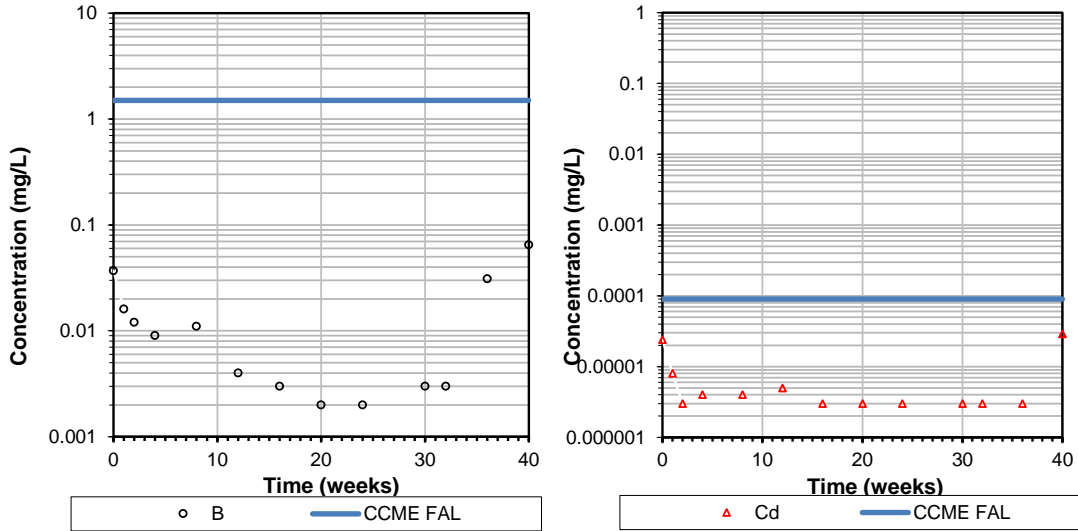 10
1
0.1
0.01
0.001
Concentration (mg/L)
0
10
20
30
40
Time (weeks)
B
CCME FAL
1
0.1
0.01
0.001
0.0001
0.00001
0.000001
Concentration (mg/L)
0
10
20
30
40
Time (weeks)
Cd
CCME FAL